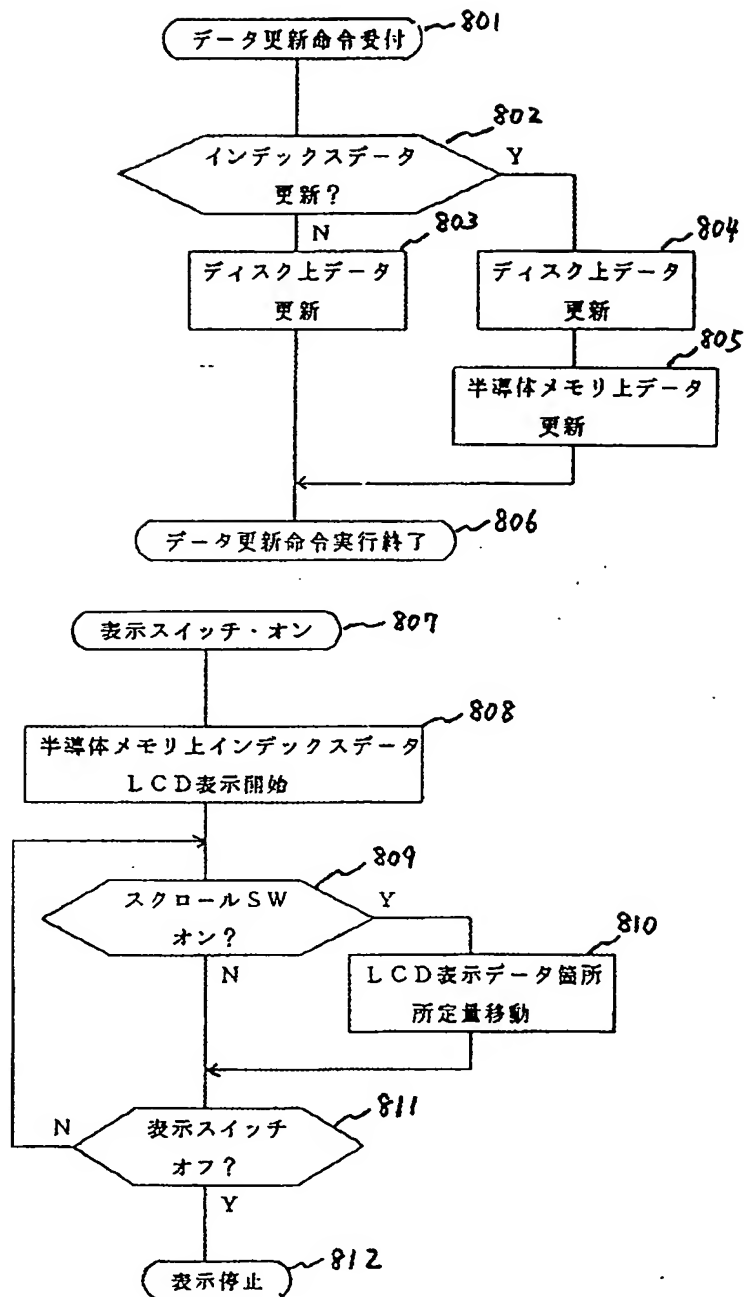 データ更新命令受付
801
インデックスデータ
更新？
802
Y
N
803
ディスク上データ
更新
804
ディスク上データ
更新
805
半導体メモリ上データ
更新
データ更新命令実行終了
806
表示スイッチ・オン
807
808
半導体メモリ上インデックスデータ
ＬＣＤ表示開始
809
スクロールＳＷ
オン？
Y
N
810
ＬＣＤ表示データ箇所
所定量移動
811
表示スイッチ
オフ？
N
Y
812
表示停止